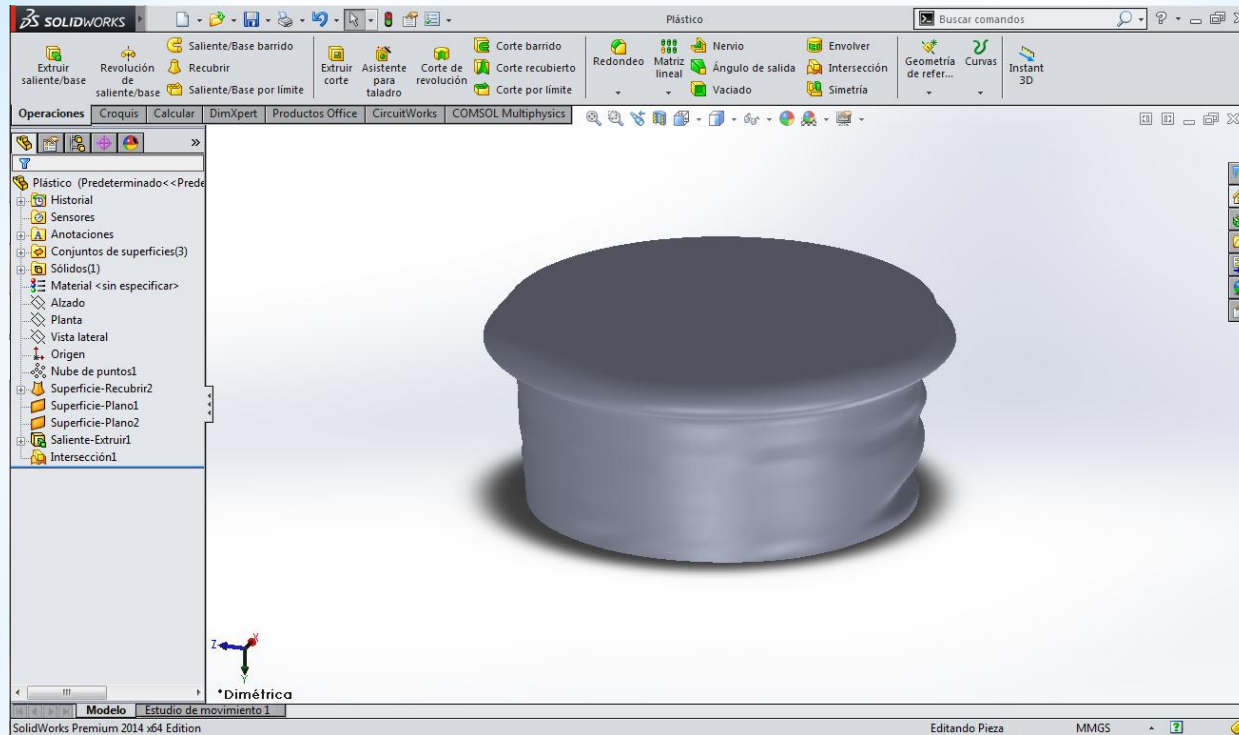 SOLIDWORKS
Plástico
Buscar comandos
Extruir saliente/base
Revolución de saliente/base
Saliente/Base barrido
Recubrir
Saliente/Base por límite
Extruir corte
Asistente para taladro
Corte de revolución
Corte barrido
Corte recubierto
Corte por límite
Redondeo
Matriz lineal
Nervio
Ángulo de salida
Vaciado
Envolver
Intersección
Simetría
Geometría de refer...
Curvas
Instant 3D
Operaciones
Croquis
Calcular
DimXpert
Productos Office
CircuitWorks
COMSOL Multiphysics
Plástico (Predeterminado<<Prede
Historial
Sensores
Anotaciones
Conjuntos de superficies(3)
Sólidos(1)
Material <sin especificar>
Alzado
Planta
Vista lateral
Origen
Nube de puntos1
Superficie-Recubrir2
Superficie-Plano1
Superficie-Plano2
Saliente-Extruir1
Intersección1
Z
X
Y
*Dimétrica
Modelo
Estudio de movimiento 1
SolidWorks Premium 2014 x64 Edition
Editando Pieza
MMGS